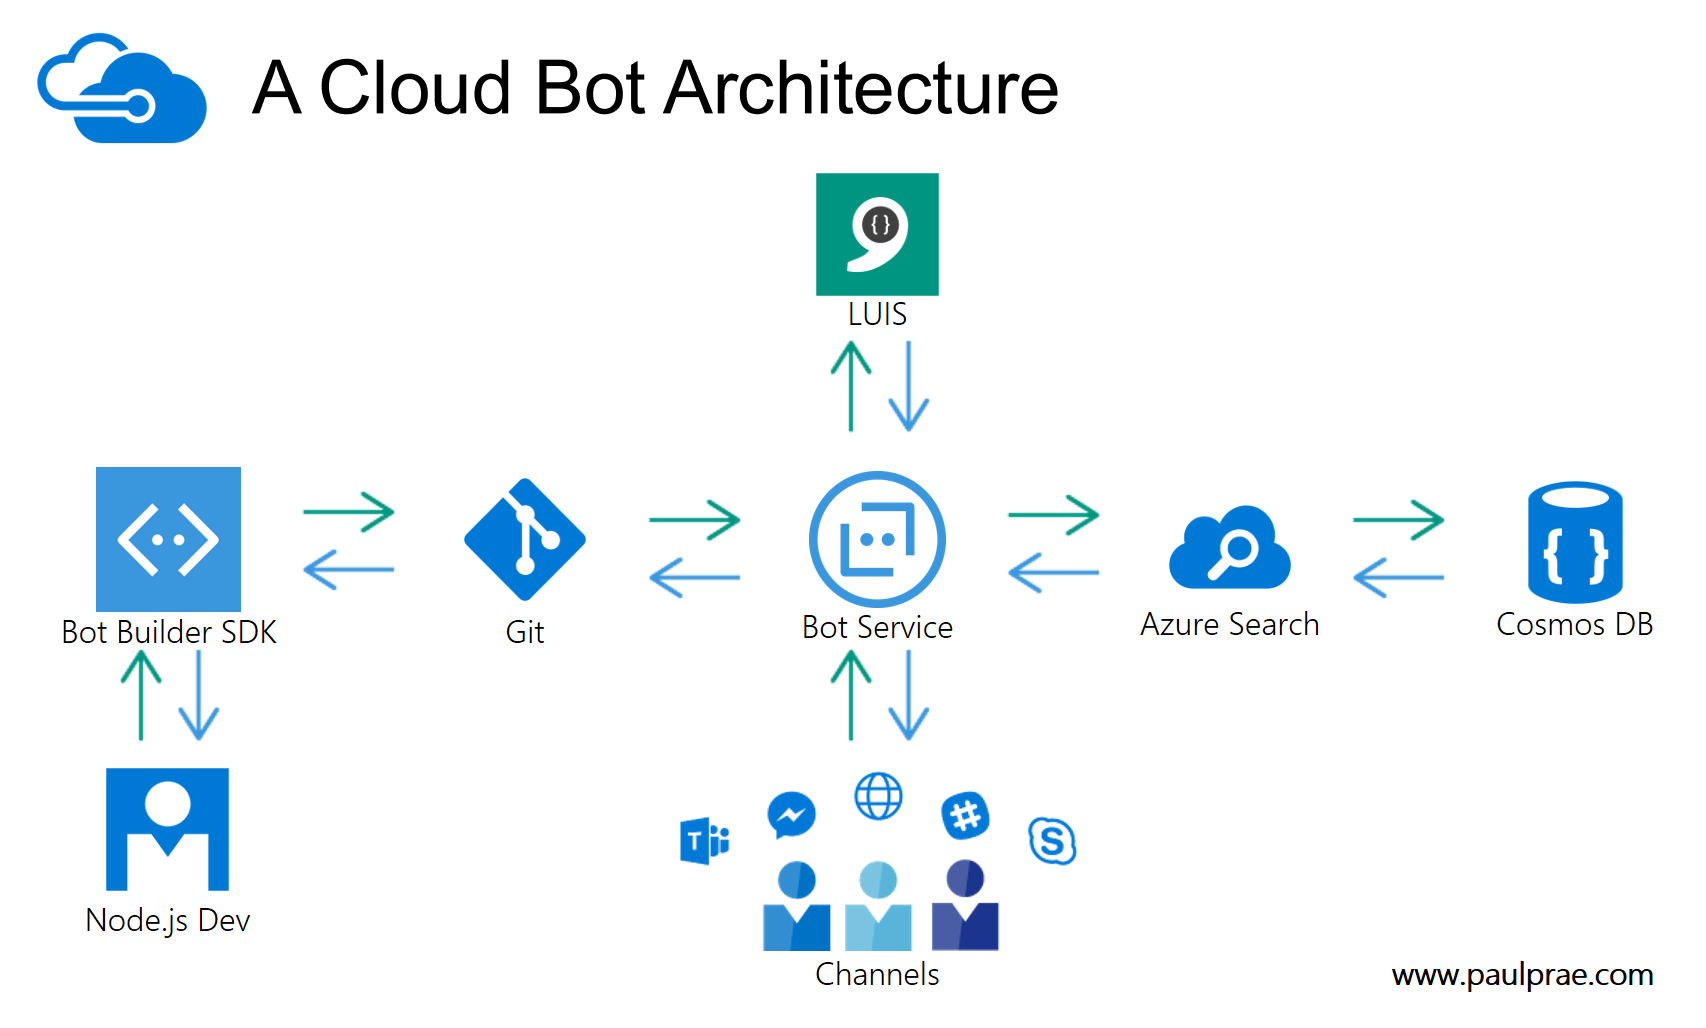 A Cloud Bot Architecture
{ }
LUIS
{ }
Bot Builder SDK
Git
Bot Service
Azure Search
Cosmos DB
T
#
S
Node.js Dev
Channels
www.paulprae.com